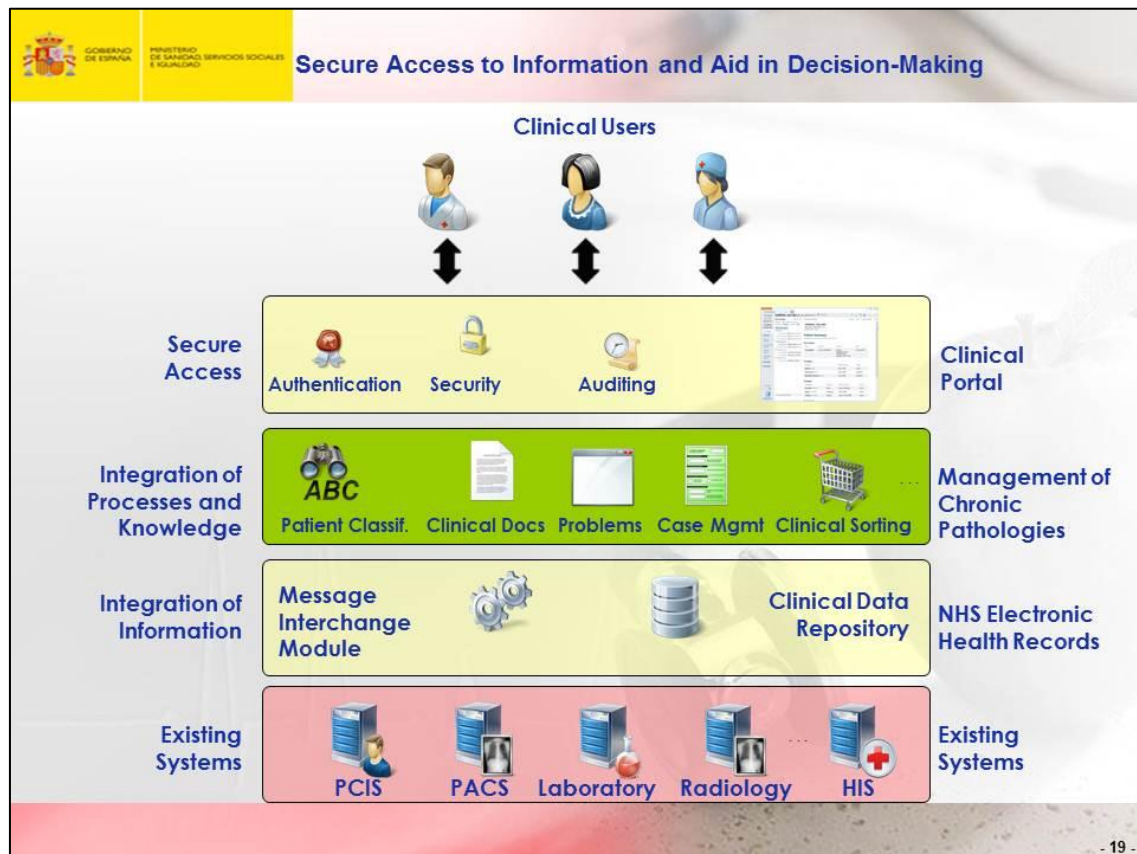 GOBIERNO
DE ESPAÑA
MINISTERIO
DE SANIDAD, SERVICIOS SOCIALES
E IGUALDAD
Secure Access to Information and Aid in Decision-Making
Clinical Users
Secure
Access
Authentication
Security
Auditing
Clinical
Portal
Integration of
Processes and
Knowledge
ABC
Patient Classif.
Clinical Docs
Problems
Case Mgmt
Clinical Sorting
...
Management of
Chronic
Pathologies
Integration of
Information
Message
Interchange
Module
Clinical Data
Repository
NHS Electronic
Health Records
Existing
Systems
PCIS
PACS
Laboratory
Radiology
...
HIS
Existing
Systems
- 19 -